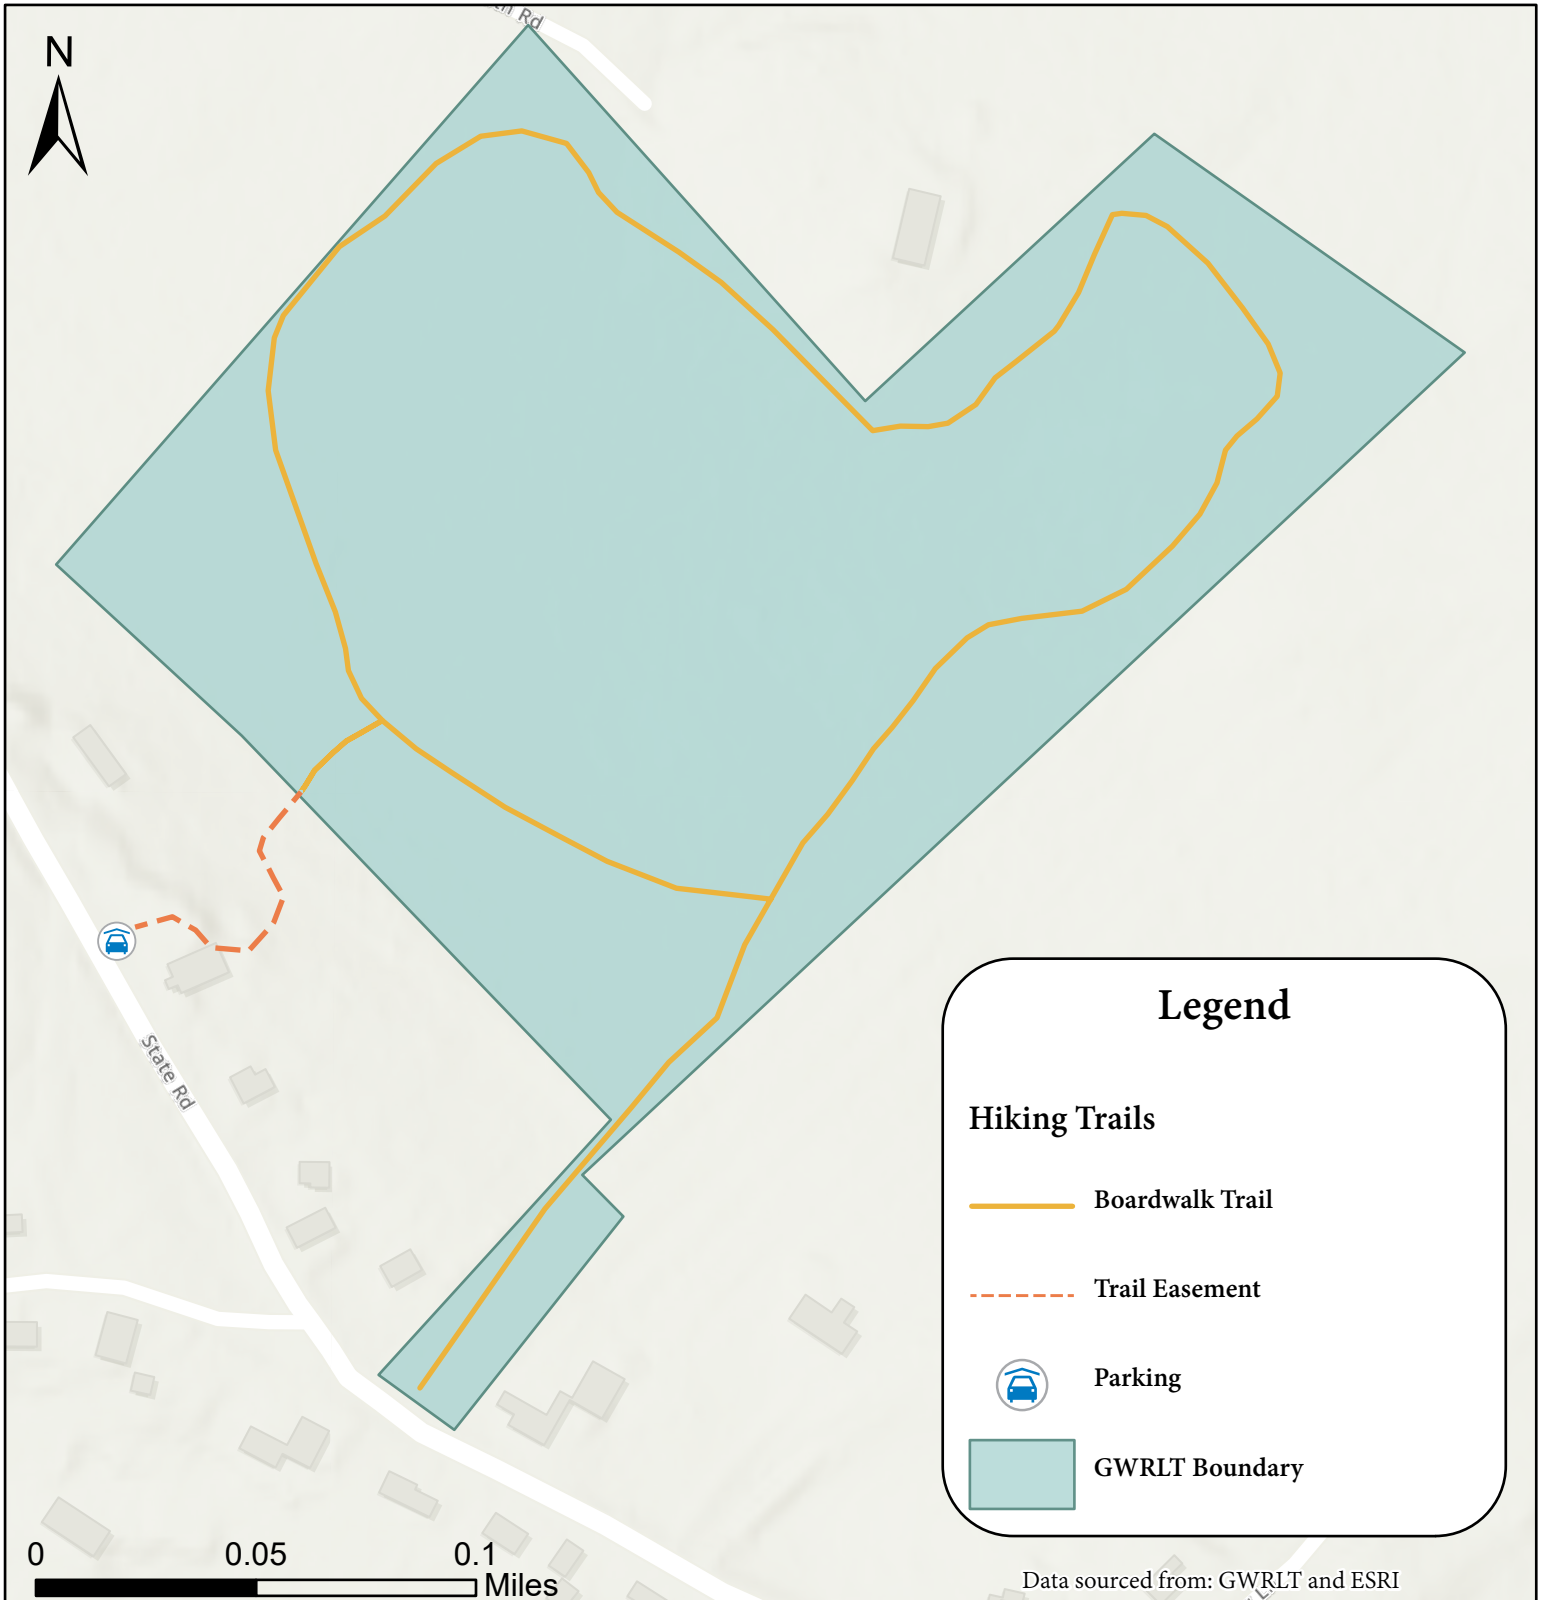 Rd
N
State Rd
Legend
Hiking Trails
Boardwalk Trail
Trail Easement
Parking
GWRLT Boundary
0 0.05 0.1
Miles
Data sourced from: GWRLT and ESRI